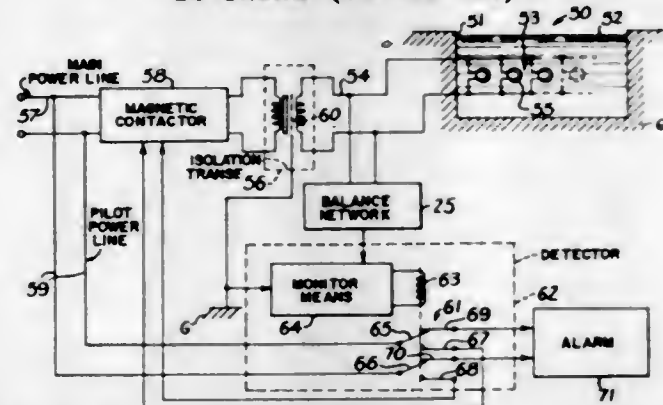 51 53 50 52
MAIN
POWER LINE
57
58
MAGNETIC
CONTACTOR
54
60
55
ISOLATION
TRANSF
56
PILOT
POWER
LINE
59
BALANCE
NETWORK
25
DETECTOR
MONITOR
MEANS
64
63
62
G
61
69
65
67
70
66
68
ALARM
71